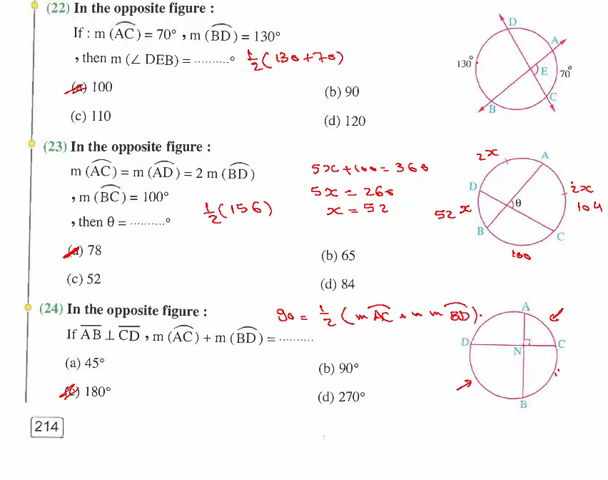 (22) In the opposite figure :
If : m (AC) = 70° , m (BD) = 130°
, then m (∠ DEB) = ..........° 1/2 (130+70)
(a) 100
(b) 90
(c) 110
(d) 120
D
A
130°
E
70°
B
C
(23) In the opposite figure :
m (AC) = m (AD) = 2 m (BD)
, m (BC) = 100°
, then θ = ..........°
1/2 (156)
5x + 100 = 360
5x = 260
x = 52
(a) 78
(b) 65
(c) 52
(d) 84
2x
A
D
2x
θ
104
52 x
B
C
100
(24) In the opposite figure :
90 = 1/2 (m AC + m BD).
If AB ⊥ CD , m (AC) + m (BD) = ..........
(a) 45°
(b) 90°
(c) 180°
(d) 270°
A
D
C
N
B
214